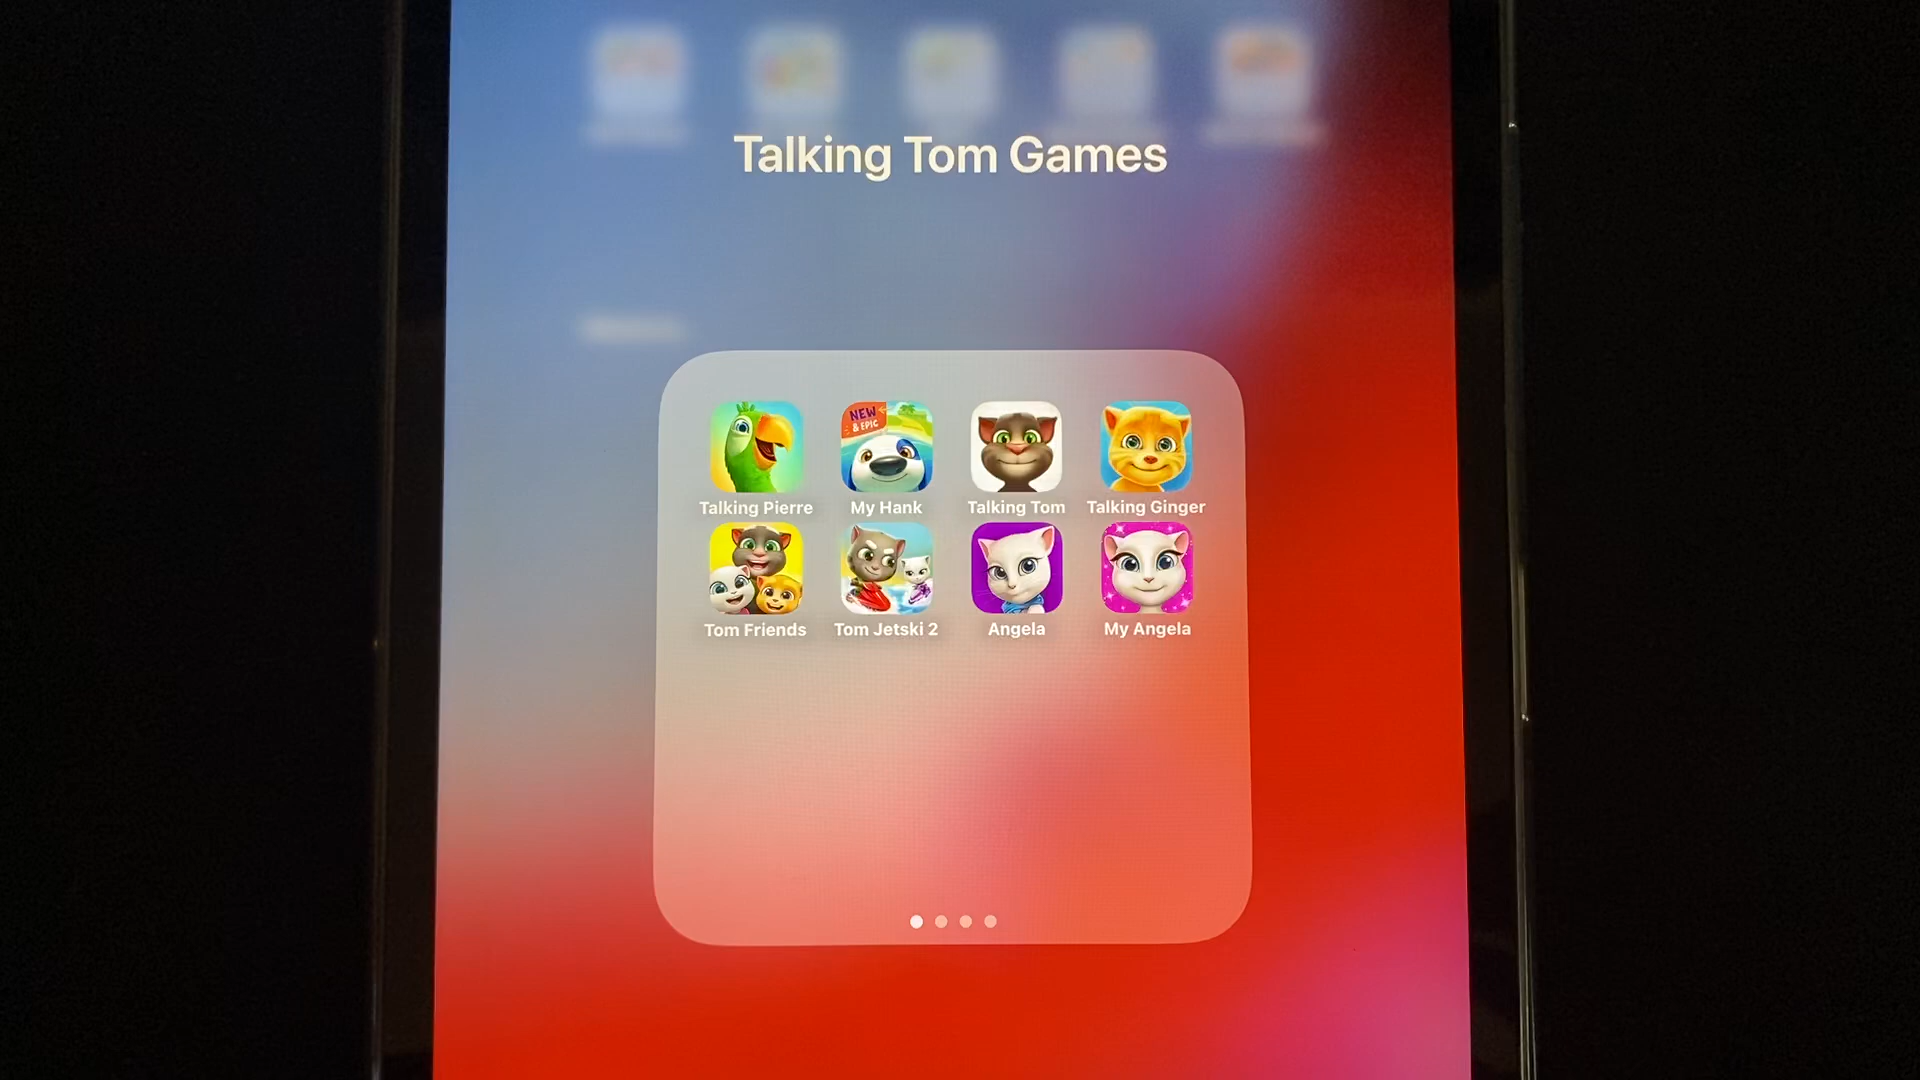 Talking Tom Games
NEW
& EPIC
Talking Pierre
My Hank
Talking Tom
Talking Ginger
Tom Friends
Tom Jetski 2
Angela
My Angela